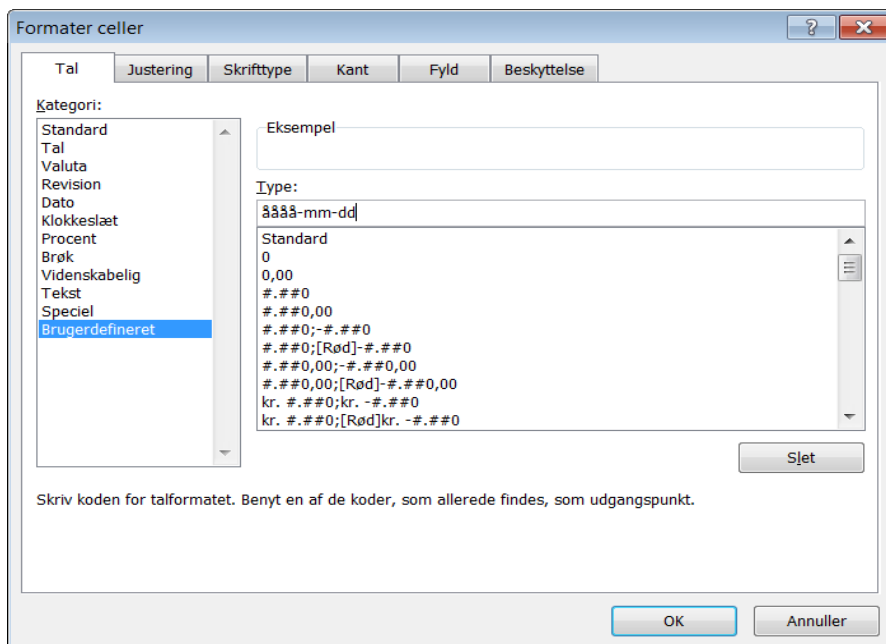 Formater celler
Tal Justering Skrifttype Kant Fyld Beskyttelse
Kategori:
Standard
Tal
Valuta
Revision
Dato
Klokkeslæt
Procent
Brøk
Videnskabelig
Tekst
Speciel
Brugerdefineret
Eksempel
Type:
åååå-mm-dd
Standard
0
0,00
#.##0
#.##0,00
#.##0;-#.##0
#.##0;[Rød]-#.##0
#.##0,00;-#.##0,00
#.##0,00;[Rød]-#.##0,00
kr. #.##0;kr. -#.##0
kr. #.##0;[Rød]kr. -#.##0
Slet
Skriv koden for talformatet. Benyt en af de koder, som allerede findes, som udgangspunkt.
OK Annuller